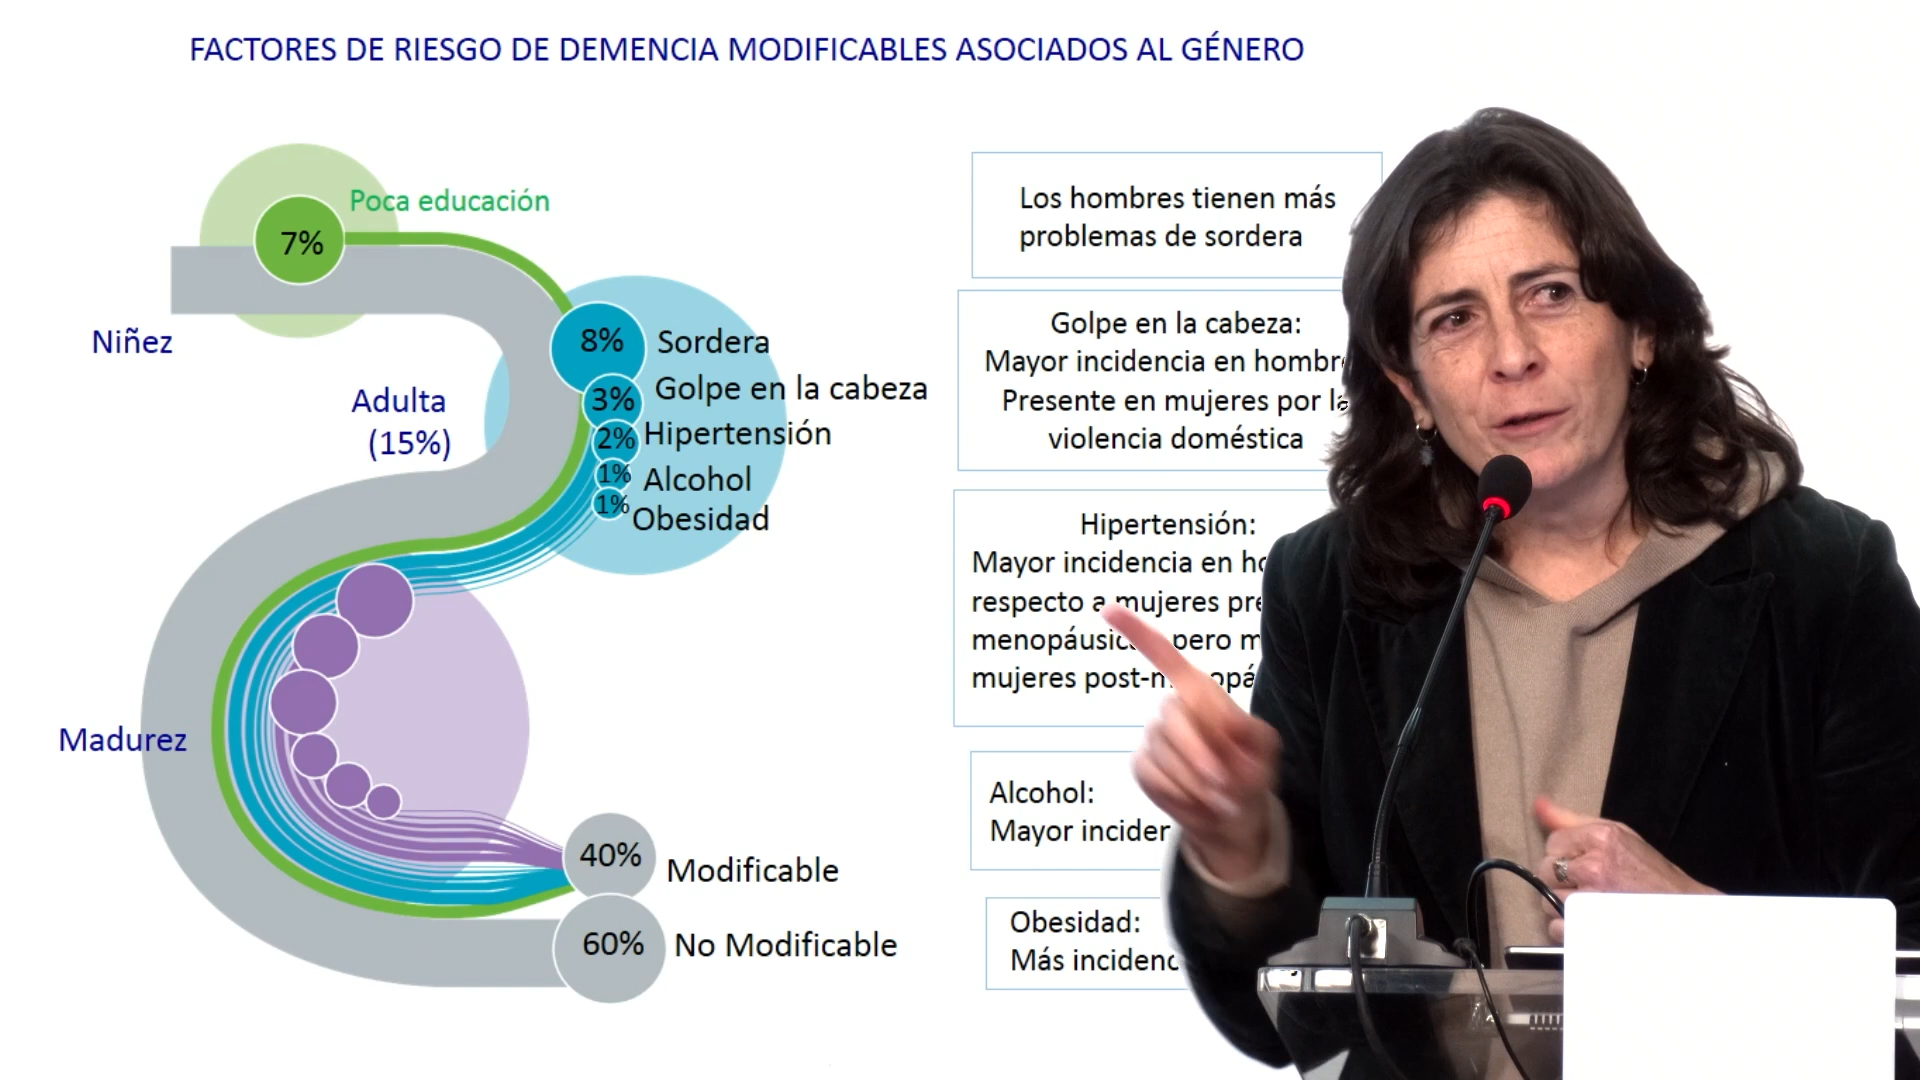 FACTORES DE RIESGO DE DEMENCIA MODIFICABLES ASOCIADOS AL GÉNERO
Poca educación
7%
Niñez
Adulta
(15%)
8% Sordera
3% Golpe en la cabeza
2% Hipertensión
1% Alcohol
1% Obesidad
Madurez
40% Modificable
60% No Modificable
Los hombres tienen más
problemas de sordera
Golpe en la cabeza:
Mayor incidencia en
Presente en mujeres por la
violencia doméstica
Hipertensión:
Mayor incidencia en
respecto a mujeres
pero
mujeres
Alcohol:
Mayor
Obesidad:
Más